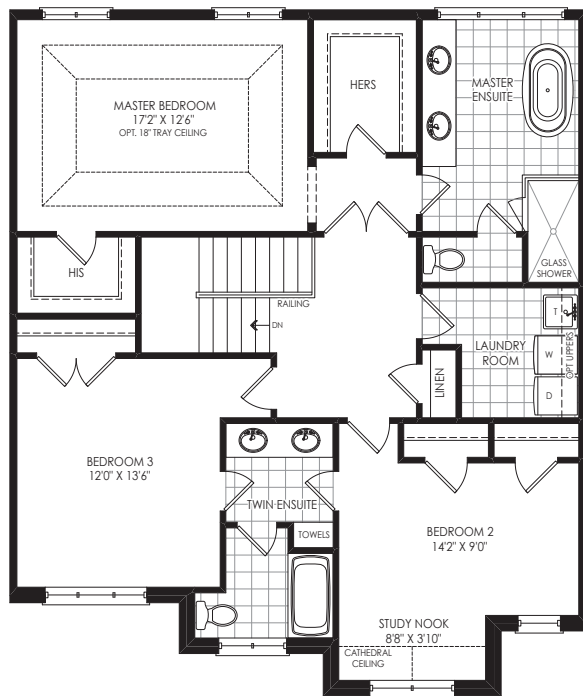 MASTER BEDROOM
17'2" X 12'6"
OPT. 18" TRAY CEILING
HERS
MASTER
ENSUITE
HIS
RAILING
DN
GLASS
SHOWER
T
LAUNDRY
ROOM
W
OPT UPPERS
D
LINEN
BEDROOM 3
12'0" X 13'6"
TWIN ENSUITE
TOWELS
BEDROOM 2
14'2" X 9'0"
STUDY NOOK
8'8" X 3'10"
CATHEDRAL
CEILING